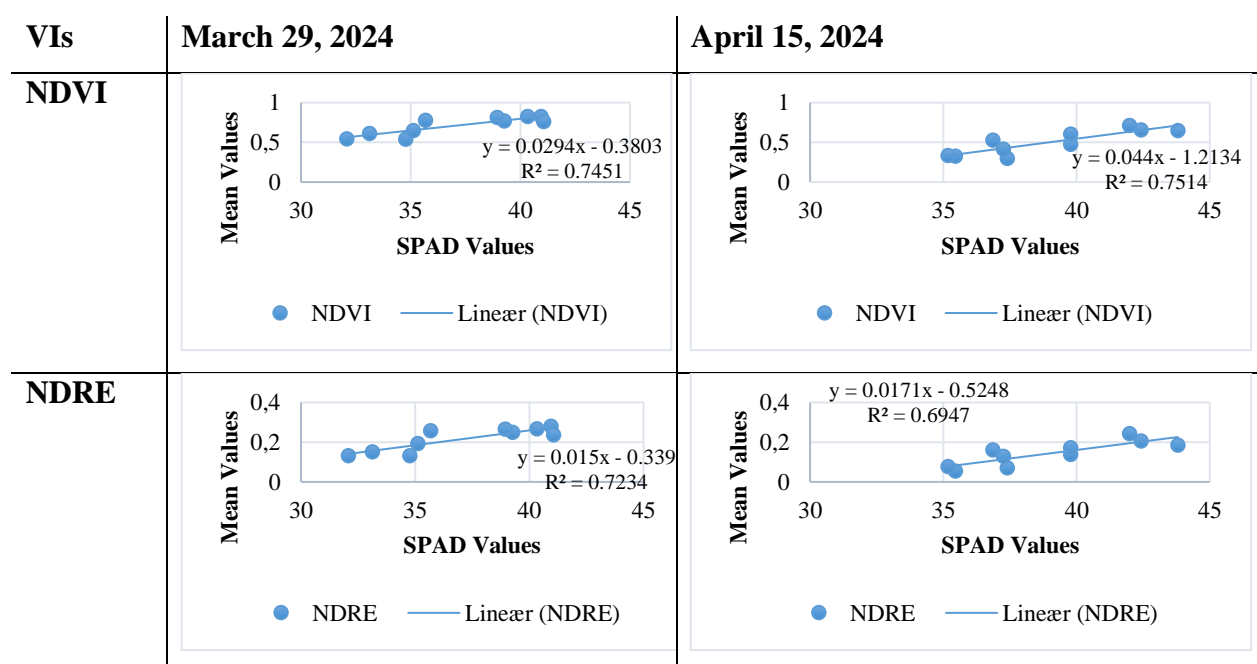 VIs March 29, 2024 April 15, 2024
NDVI
Mean Values
1
0,5
0
30 35 40 45
y = 0.0294x - 0.3803
R² = 0.7451
SPAD Values
NDVI Lineær (NDVI)
Mean Values
1
0,5
0
30 35 40 45
y = 0.044x - 1.2134
R² = 0.7514
SPAD Values
NDVI Lineær (NDVI)
NDRE
Mean Values
0,4
0,2
0
30 35 40 45
y = 0.015x - 0.339
R² = 0.7234
SPAD Values
NDRE Lineær (NDRE)
y = 0.0171x - 0.5248
R² = 0.6947
Mean Values
0,4
0,2
0
30 35 40 45
SPAD Values
NDRE Lineær (NDRE)